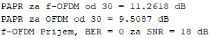 PAPR za f-OFDM od 30 = 11.2618 dB
PAPR za OFDM od 30 = 9.5087 dB
f-OFDM Prijem, BER = 0 za SNR = 18 dB